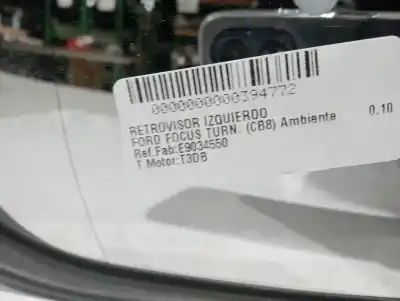 0000000000394772
RETROVISOR IZQUIERDO
FORD FOCUS TURN. (CB8) Ambiente 0.10
Ref.Fab:E9034550
T.Motor:T3DB